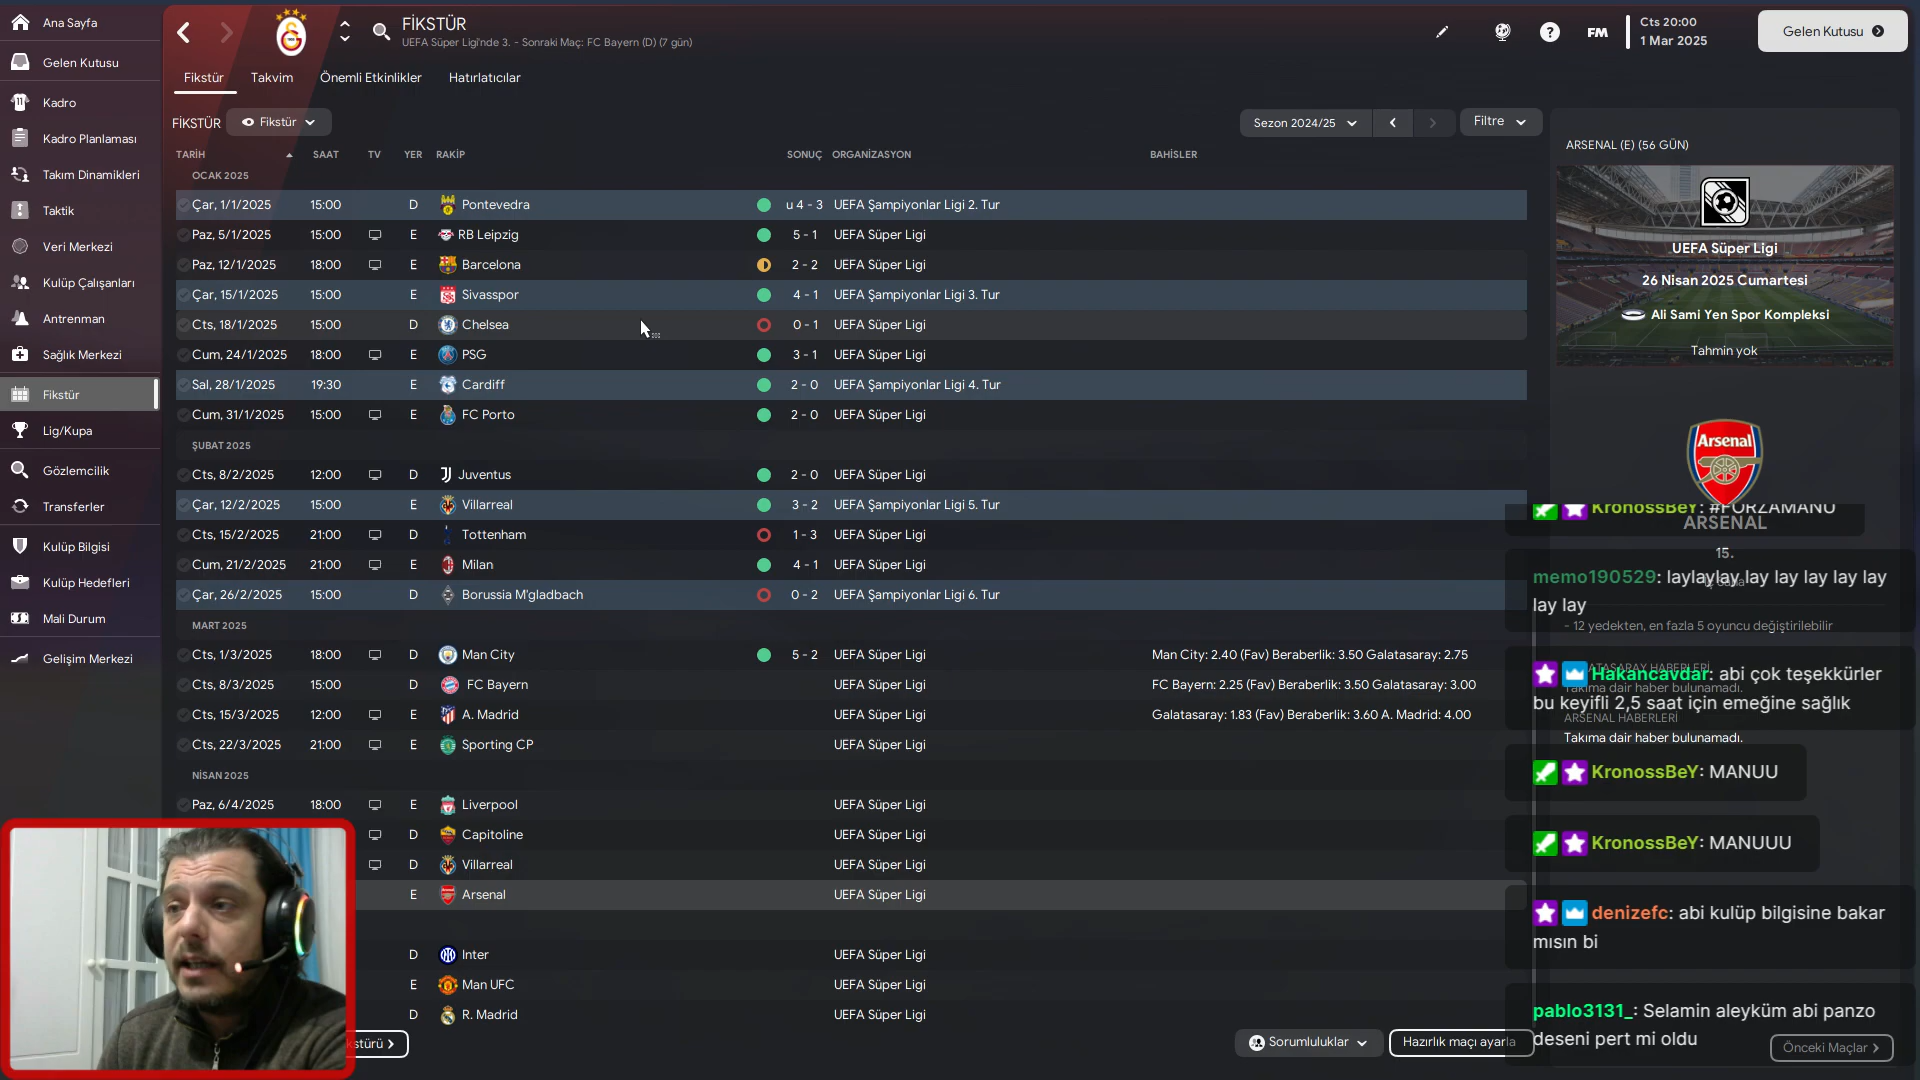 Ana Sayfa
Gelen Kutusu
Kadro
Kadro Planlaması
Takım Dinamikleri
Taktik
Veri Merkezi
Kulüp Çalışanları
Antrenman
Sağlık Merkezi
Fikstür
Lig/Kupa
Gözlemcilik
Transferler
Kulüp Bilgisi
Kulüp Hedefleri
Mali Durum
Gelişim Merkezi
FİKSTÜR
UEFA Süper Ligi'nde 3. - Sonraki Maç: FC Bayern (D) (7 gün)
FM
Cts 20:00
1 Mar 2025
Gelen Kutusu
Fikstür Takvim Önemli Etkinlikler Hatırlatıcılar
FİKSTÜR Fikstür
Sezon 2024/25 Filtre
TARİH SAAT TV YER RAKİP SONUÇ ORGANİZASYON BAHİSLER
OCAK 2025
Çar, 1/1/2025 15:00 D Pontevedra u 4 - 3 UEFA Şampiyonlar Ligi 2. Tur
Paz, 5/1/2025 15:00 E RB Leipzig 5 - 1 UEFA Süper Ligi
Paz, 12/1/2025 18:00 E Barcelona 2 - 2 UEFA Süper Ligi
Çar, 15/1/2025 15:00 E Sivasspor 4 - 1 UEFA Şampiyonlar Ligi 3. Tur
Cts, 18/1/2025 15:00 D Chelsea 0 - 1 UEFA Süper Ligi
Cum, 24/1/2025 18:00 E PSG 3 - 1 UEFA Süper Ligi
Sal, 28/1/2025 19:30 E Cardiff 2 - 0 UEFA Şampiyonlar Ligi 4. Tur
Cum, 31/1/2025 15:00 E FC Porto 2 - 0 UEFA Süper Ligi
ŞUBAT 2025
Cts, 8/2/2025 12:00 D Juventus 2 - 0 UEFA Süper Ligi
Çar, 12/2/2025 15:00 E Villarreal 3 - 2 UEFA Şampiyonlar Ligi 5. Tur
Cts, 15/2/2025 21:00 D Tottenham 1 - 3 UEFA Süper Ligi
Cum, 21/2/2025 21:00 E Milan 4 - 1 UEFA Süper Ligi
Çar, 26/2/2025 15:00 D Borussia M'gladbach 0 - 2 UEFA Şampiyonlar Ligi 6. Tur
MART 2025
Cts, 1/3/2025 18:00 D Man City 5 - 2 UEFA Süper Ligi Man City: 2.40 (Fav) Beraberlik: 3.50 Galatasaray: 2.75
Cts, 8/3/2025 15:00 D FC Bayern UEFA Süper Ligi FC Bayern: 2.25 (Fav) Beraberlik: 3.50 Galatasaray: 3.00
Cts, 15/3/2025 12:00 E A. Madrid UEFA Süper Ligi Galatasaray: 1.83 (Fav) Beraberlik: 3.60 A. Madrid: 4.00
Cts, 22/3/2025 21:00 E Sporting CP UEFA Süper Ligi
NİSAN 2025
Paz, 6/4/2025 18:00 E Liverpool UEFA Süper Ligi
D Capitoline UEFA Süper Ligi
D Villarreal UEFA Süper Ligi
E Arsenal UEFA Süper Ligi
D Inter UEFA Süper Ligi
E Man UFC UEFA Süper Ligi
D R. Madrid UEFA Süper Ligi
kstürü
Sorumluluklar
Hazırlık maçı ayarla
ARSENAL (E) (56 GÜN)
UEFA Süper Ligi
26 Nisan 2025 Cumartesi
Ali Sami Yen Spor Kompleksi
Tahmin yok
Arsenal
ARSENAL
15.
- 12 yedekten, en fazla 5 oyuncu değiştirilebilir
ATASARAY HABERLERİ
Takıma dair haber bulunamadı.
ARSENAL HABERLERİ
Takıma dair haber bulunamadı.
Önceki Maçlar
KronossBeY: #FORZAMANU
memo190529: laylaylay lay lay lay lay lay
lay lay
Hakancavdar: abi çok teşekkürler
bu keyifli 2,5 saat için emeğine sağlık
KronossBeY: MANUU
KronossBeY: MANUUU
denizefc: abi kulüp bilgisine bakar
mısın bi
pablo3131_: Selamin aleyküm abi panzo
deseni pert mi oldu